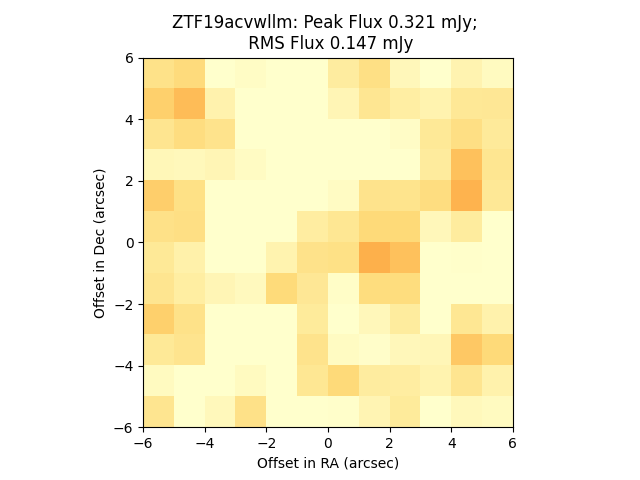 ZTF19acvwllm: Peak Flux 0.321 mJy;
RMS Flux 0.147 mJy
6
4
2
0
−2
−4
−6
Offset in Dec (arcsec)
−6 −4 −2 0 2 4 6
Offset in RA (arcsec)